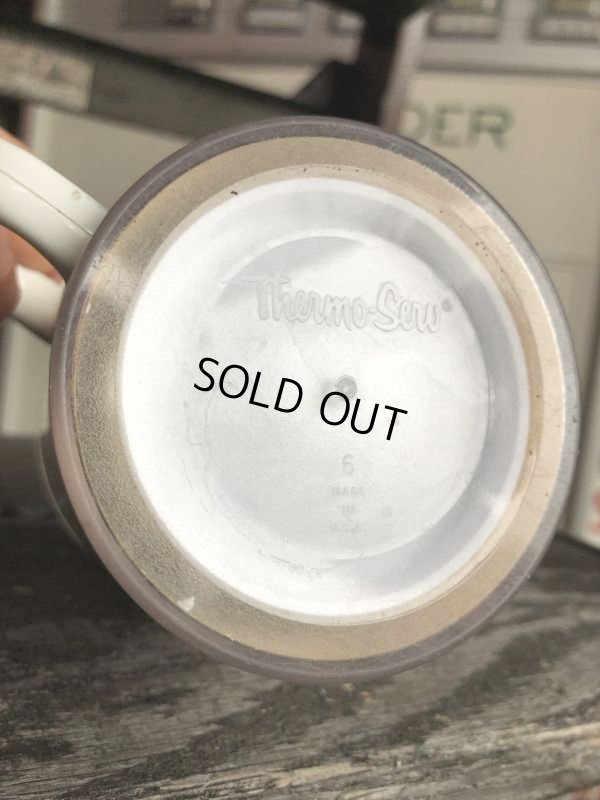 DER
Thermo-Serv®
SOLD OUT
6
MADE
IN
U.S.A.